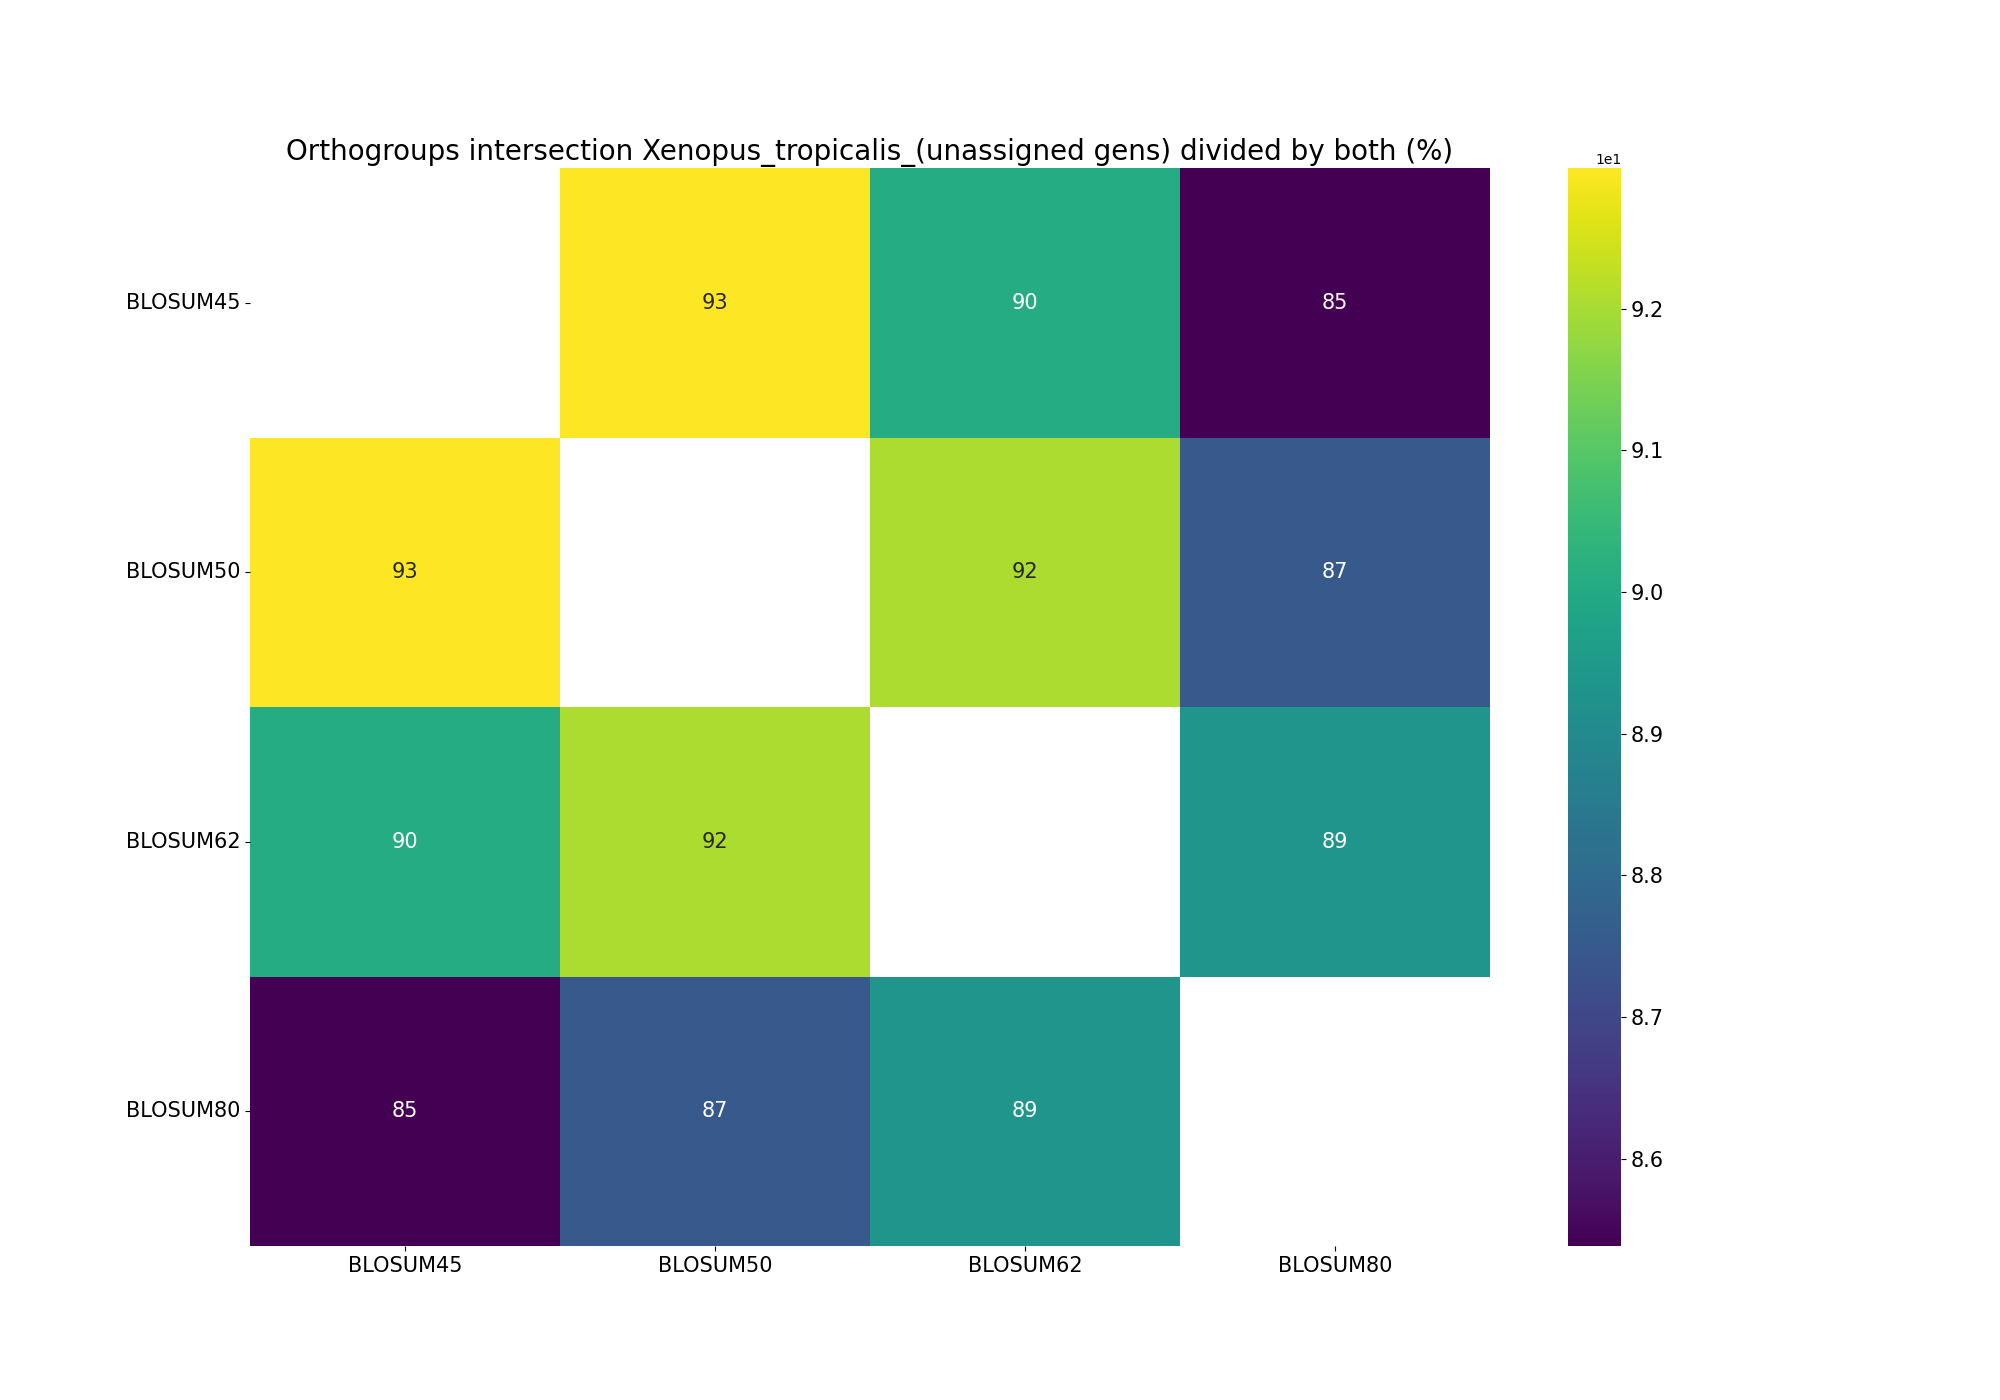 Orthogroups intersection Xenopus_tropicalis_(unassigned gens) divided by both (%)
1e1
BLOSUM45
93
90
85
BLOSUM50
93
92
87
BLOSUM62
90
92
89
BLOSUM80
85
87
89
BLOSUM45
BLOSUM50
BLOSUM62
BLOSUM80
9.2
9.1
9.0
8.9
8.8
8.7
8.6